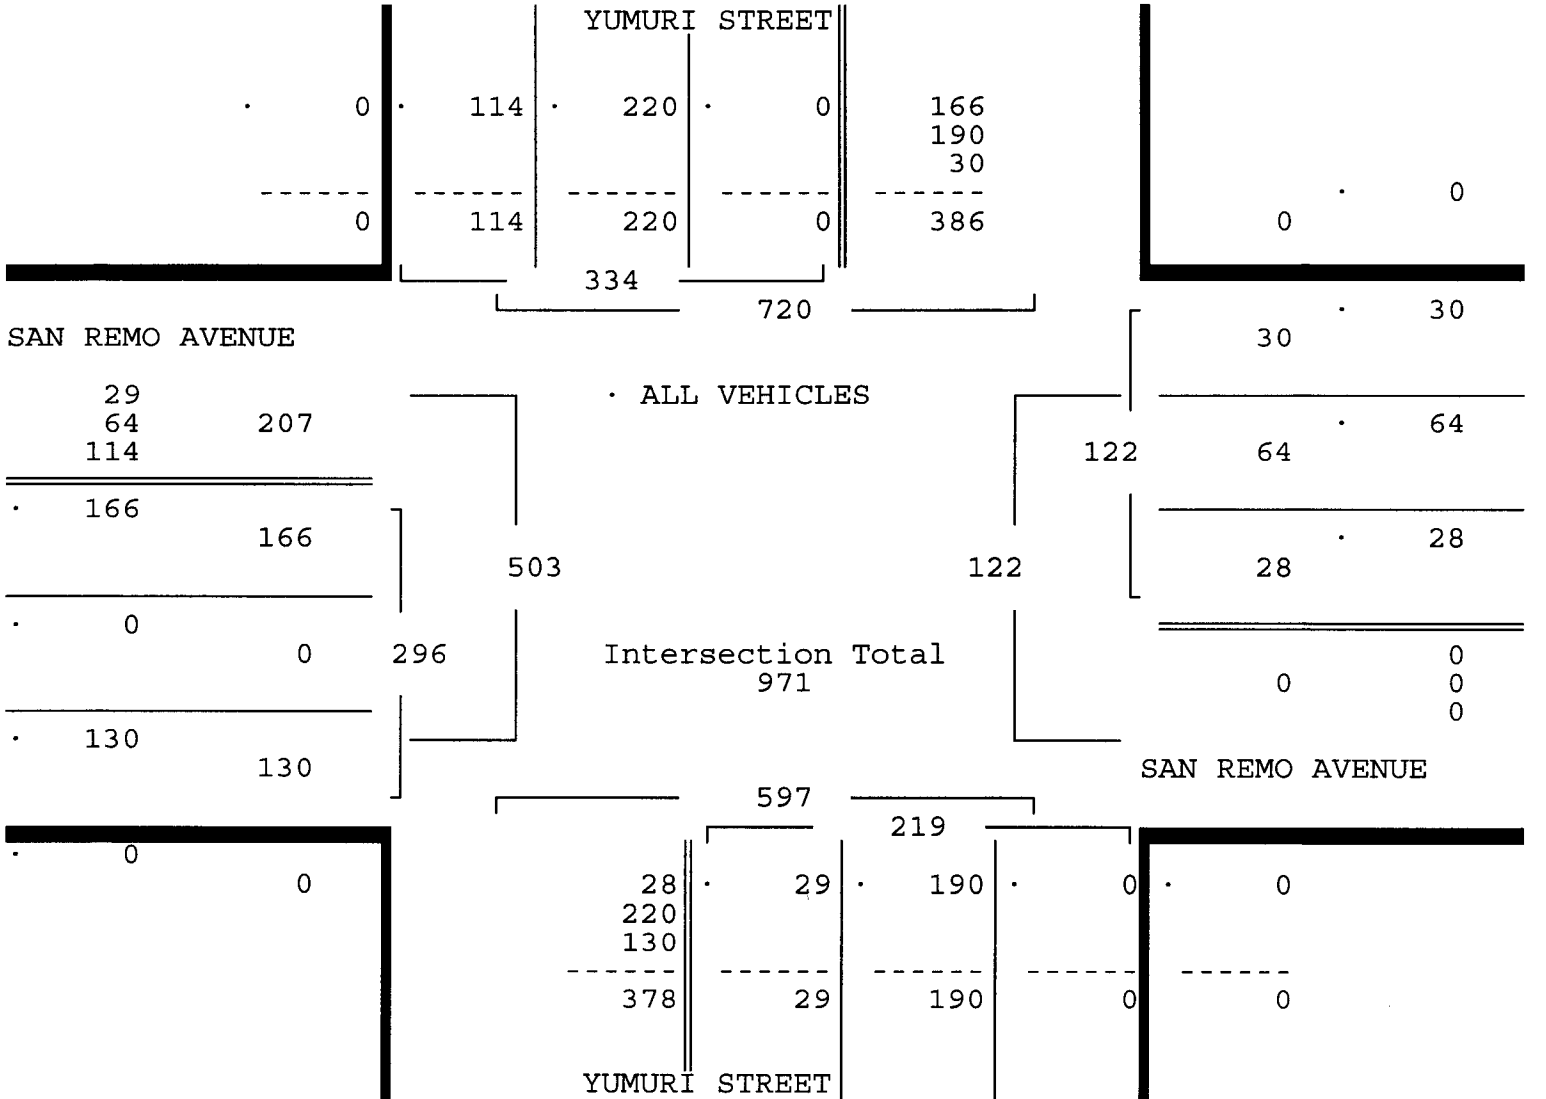 YUMURI STREET
· 0 · 114 · 220 · 0 166
190
30
------ ------ ------ ------ ------
· 0
0 114 220 0 386 0
334
720 · 30
SAN REMO AVENUE 30
29 · ALL VEHICLES
64 207 · 64
114 122 64
· 166
166 · 28
503 122 28
· 0
0 296 Intersection Total 0
971 0 0
0
· 130
130 SAN REMO AVENUE
597
219
· 0
0 28 · 29 · 190 · 0 · 0
220
130
------ ------ ------ ------ ------
378 29 190 0 0
YUMURI STREET